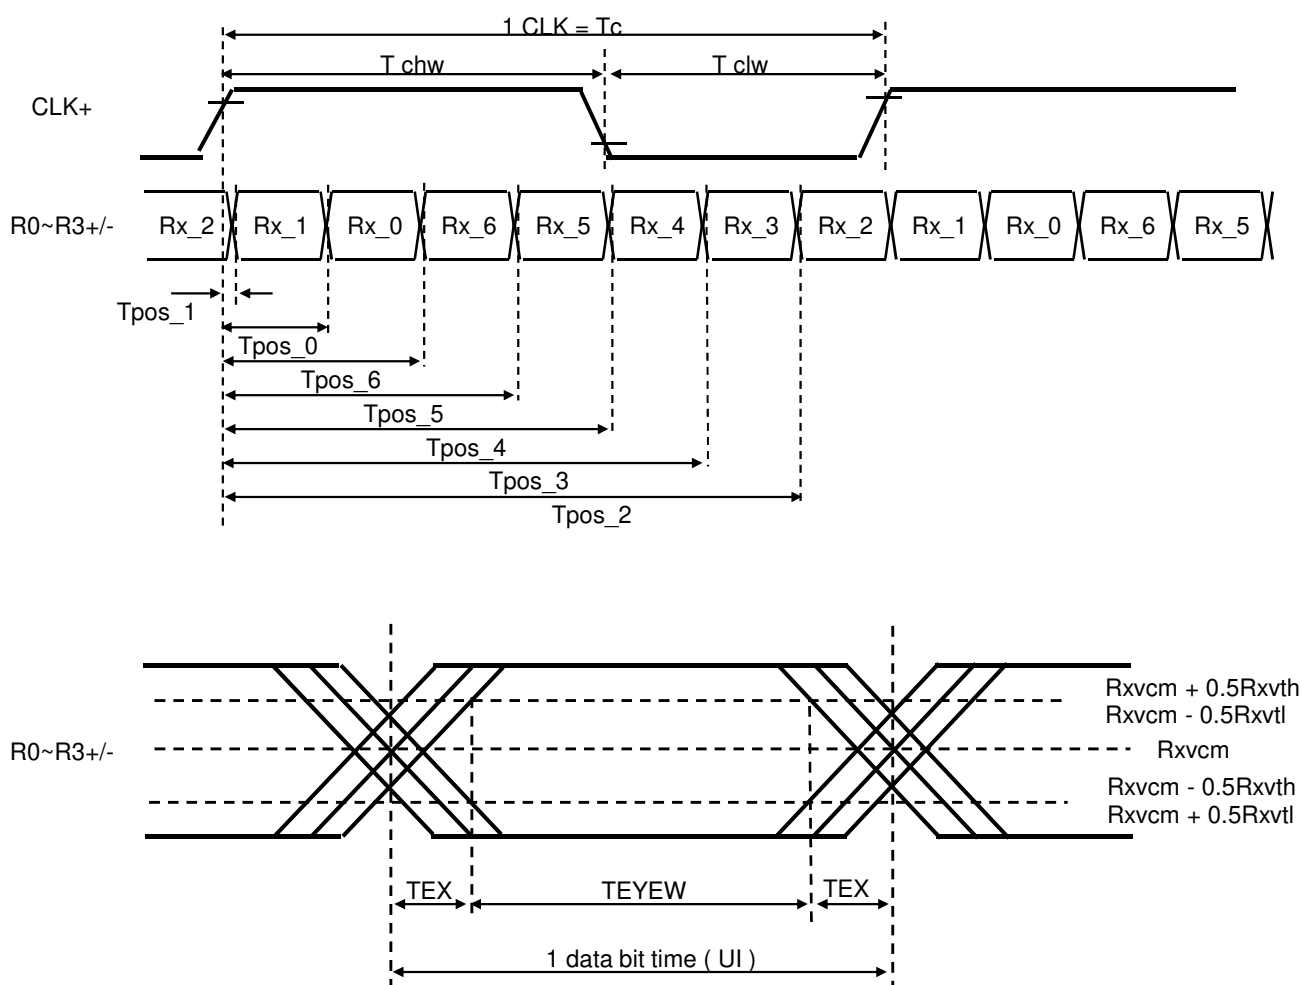 1 CLK = Tc
T chw
T clw
CLK+
R0~R3+/-
Rx_2
Rx_1
Rx_0
Rx_6
Rx_5
Rx_4
Rx_3
Rx_2
Rx_1
Rx_0
Rx_6
Rx_5
Tpos_1
Tpos_0
Tpos_6
Tpos_5
Tpos_4
Tpos_3
Tpos_2
Rxvcm + 0.5Rxvth
Rxvcm - 0.5Rxvtl
R0~R3+/-
Rxvcm
Rxvcm - 0.5Rxvth
Rxvcm + 0.5Rxvtl
TEX
TEYEW
TEX
1 data bit time ( UI )